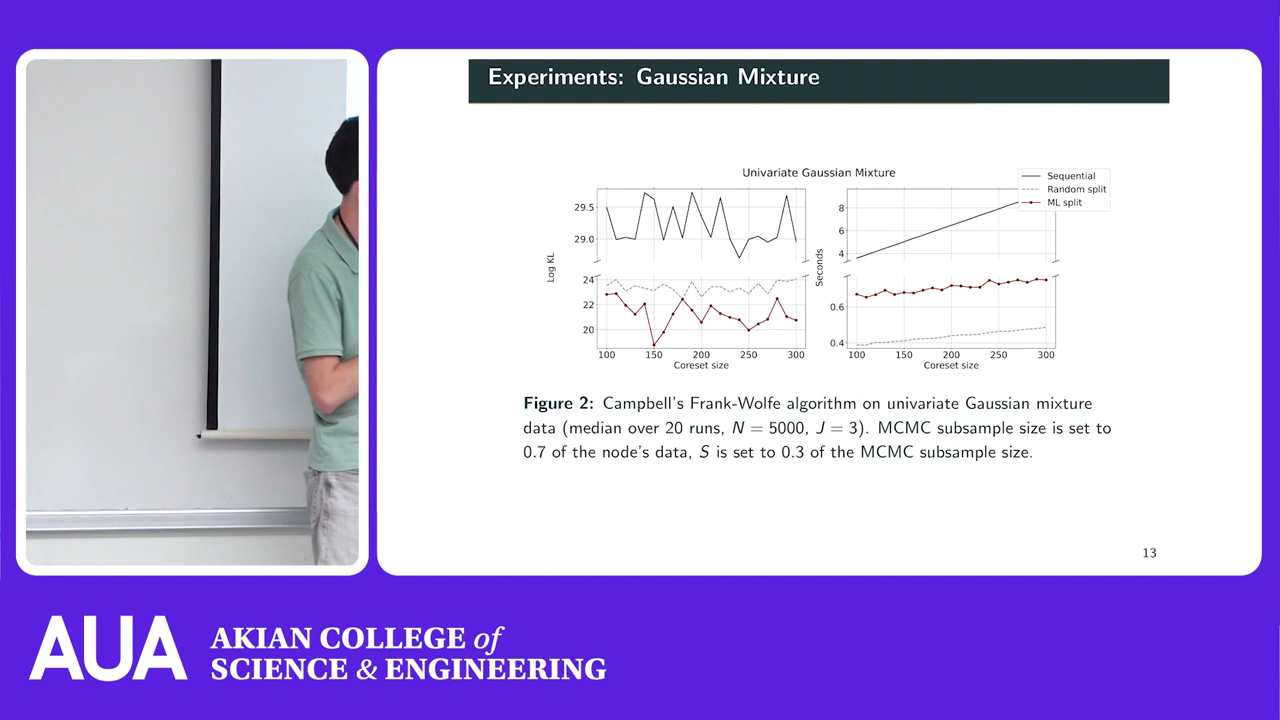 Experiments: Gaussian Mixture
Univariate Gaussian Mixture
Sequential
Random split
ML split
29.5
29.0
24
22
20
Log KL
100
150
200
250
300
Coreset size
8
6
4
0.6
0.4
Seconds
100
150
200
250
300
Coreset size
Figure 2: Campbell's Frank-Wolfe algorithm on univariate Gaussian mixture
data (median over 20 runs, N = 5000, J = 3). MCMC subsample size is set to
0.7 of the node's data, S is set to 0.3 of the MCMC subsample size.
13
AUA
AKIAN COLLEGE of
SCIENCE & ENGINEERING